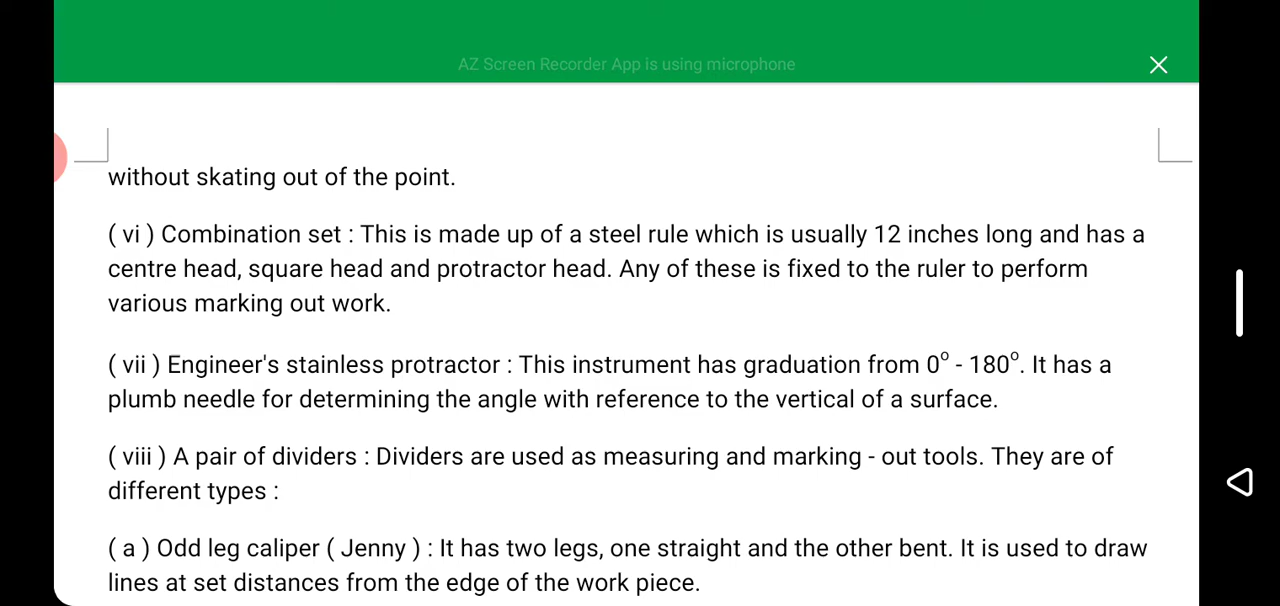 AZ Screen Recorder App is using microphone
without skating out of the point.
( vi ) Combination set : This is made up of a steel rule which is usually 12 inches long and has a
centre head, square head and protractor head. Any of these is fixed to the ruler to perform
various marking out work.
( vii ) Engineer's stainless protractor : This instrument has graduation from 0° - 180°. It has a
plumb needle for determining the angle with reference to the vertical of a surface.
( viii ) A pair of dividers : Dividers are used as measuring and marking - out tools. They are of
different types :
( a ) Odd leg caliper ( Jenny ) : It has two legs, one straight and the other bent. It is used to draw
lines at set distances from the edge of the work piece.